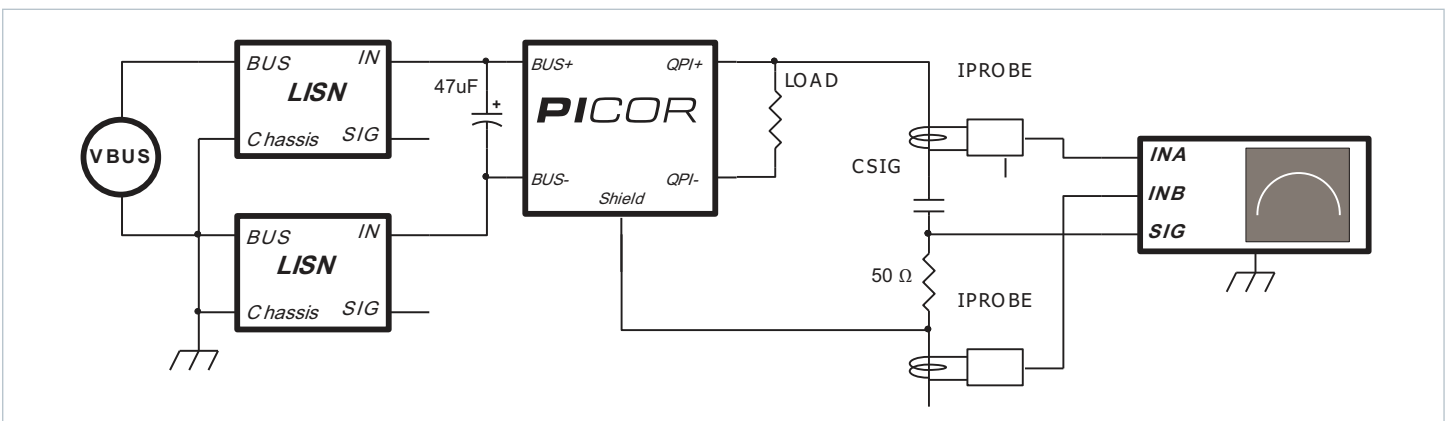 VBUS
BUS IN
LISN
Chassis SIG
BUS IN
LISN
Chassis SIG
47uF
+
BUS+ QPI+
PICOR
BUS- QPI-
Shield
LOAD
IPROBE
CSIG
50 Ω
IPROBE
INA
INB
SIG